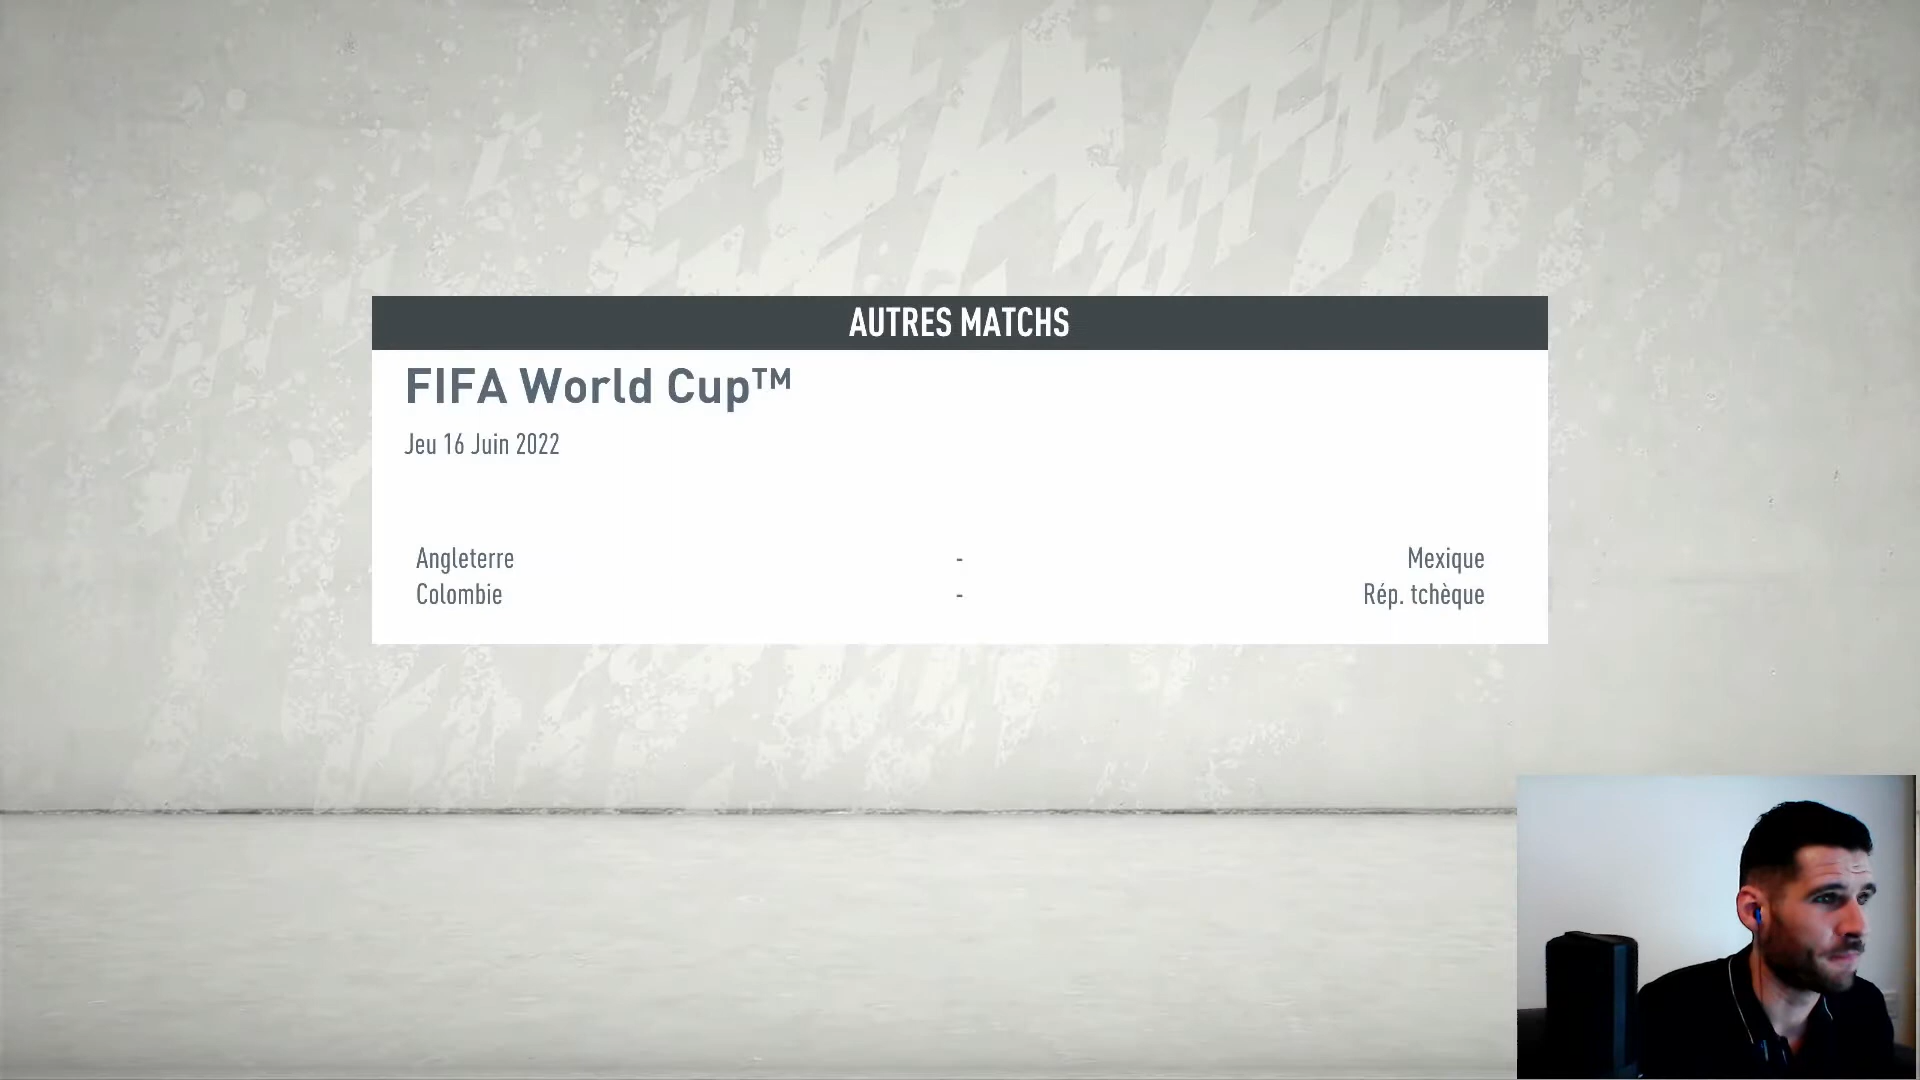 AUTRES MATCHS
FIFA World Cup™
Jeu 16 Juin 2022
Angleterre - Mexique
Colombie - Rép. tchèque